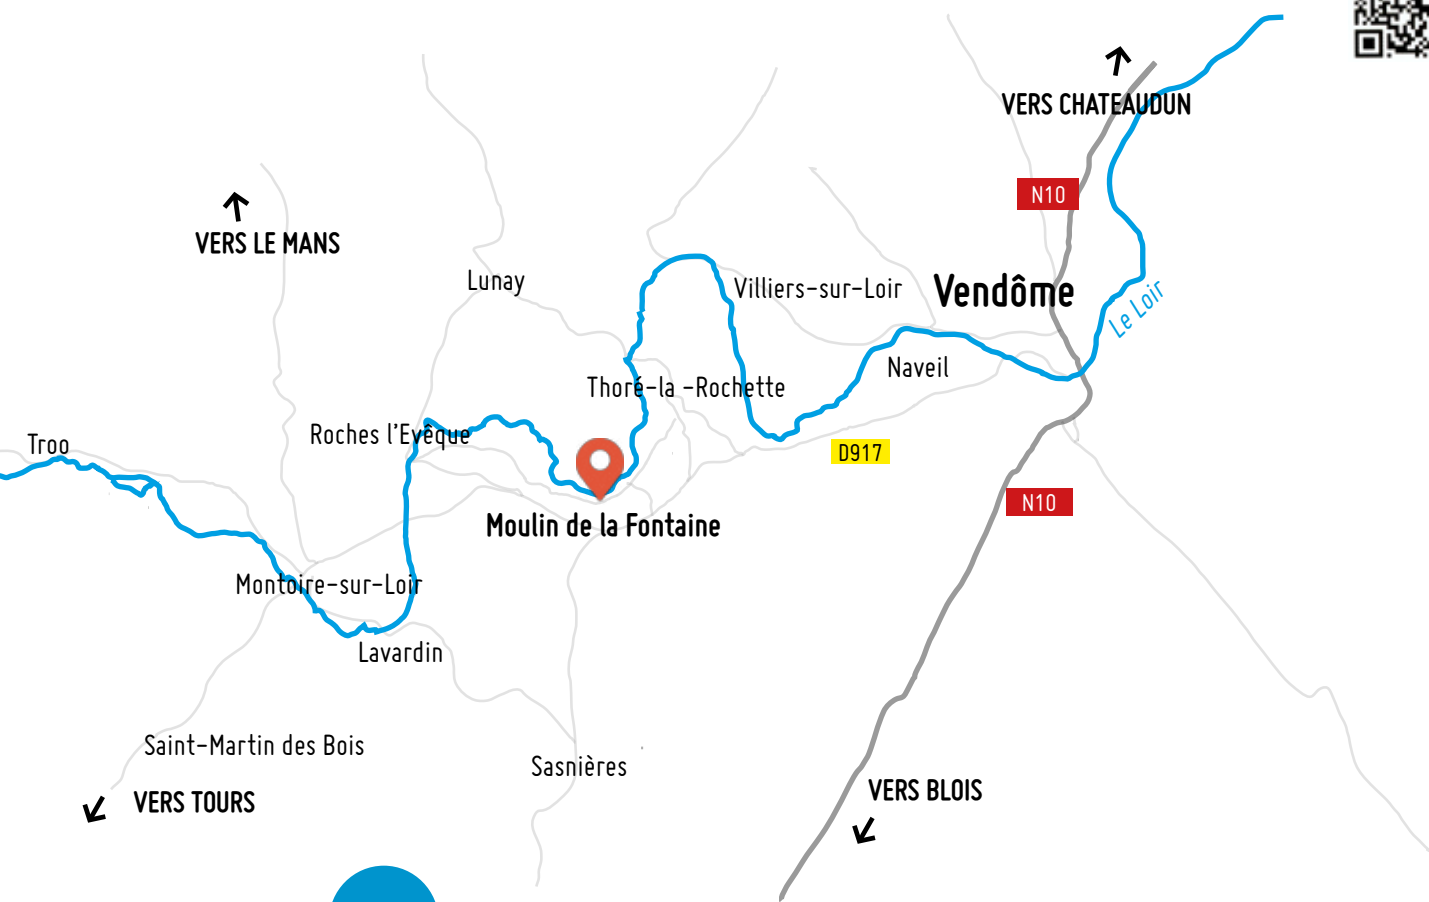 VERS CHATEAUDUN
N10
VERS LE MANS
Lunay
Villiers-sur-Loir
Vendôme
Le Loir
Naveil
Thoré-la -Rochette
Roches l'Evêque
Troo
D917
N10
Moulin de la Fontaine
Montoire-sur-Loir
Lavardin
Saint-Martin des Bois
Sasnières
VERS BLOIS
VERS TOURS